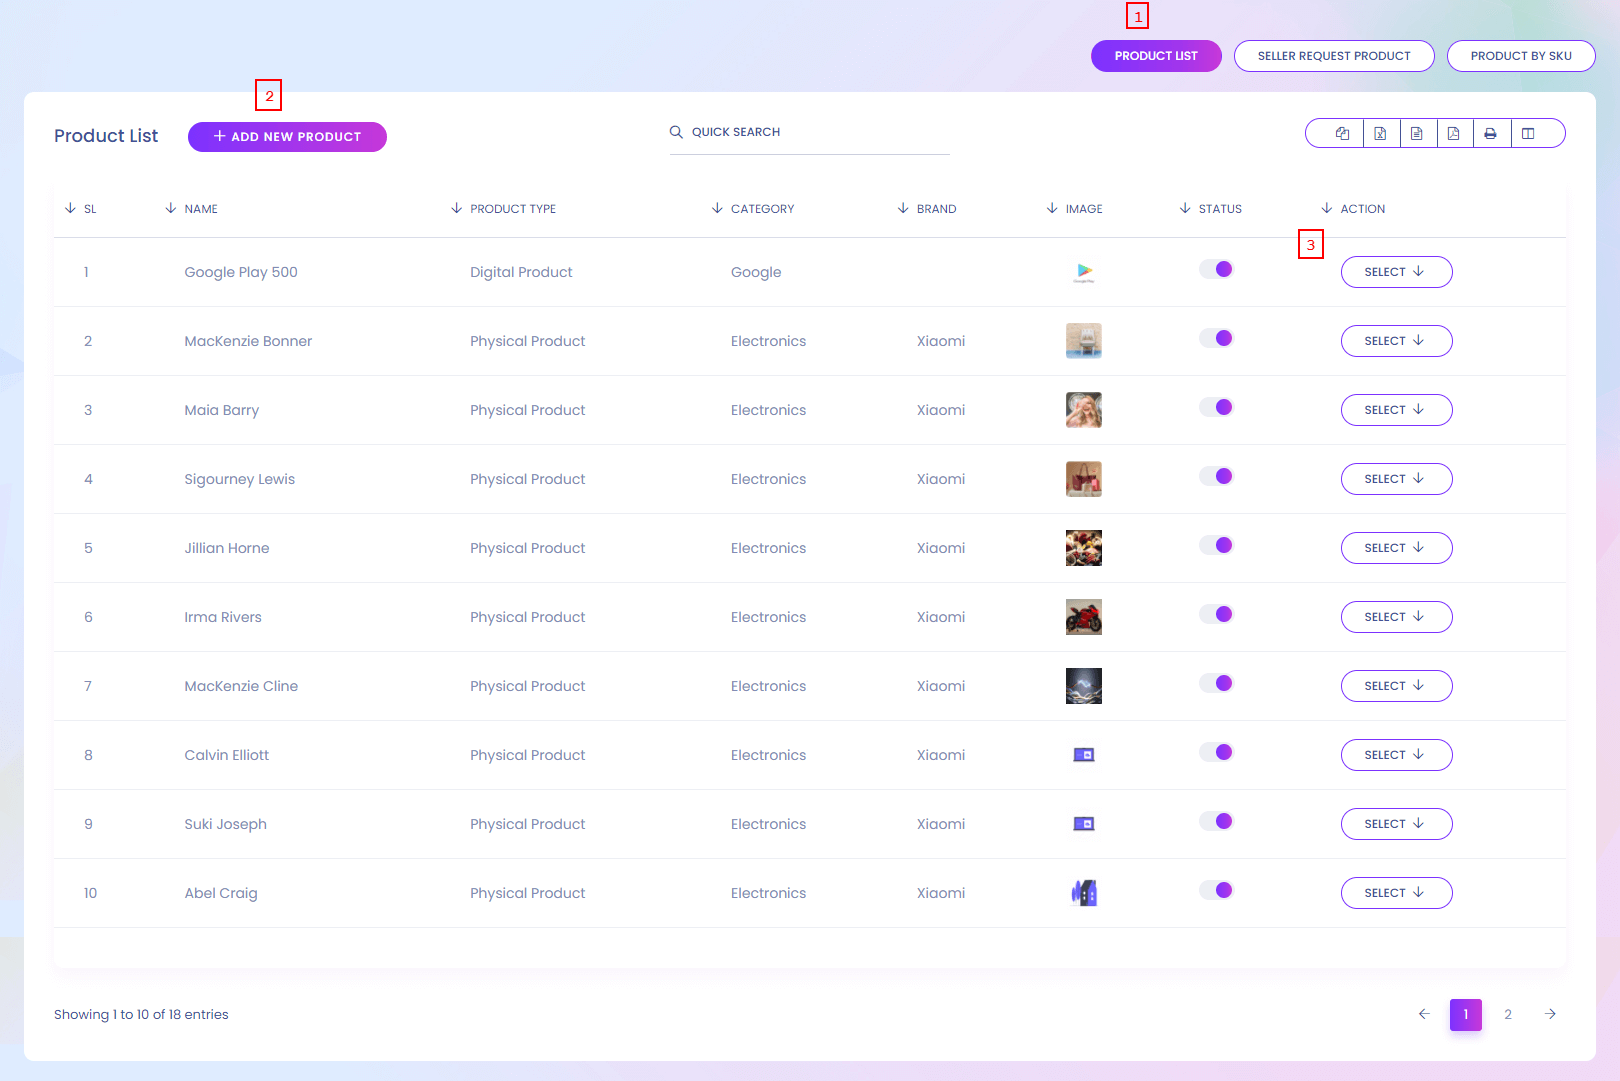 1
PRODUCT LIST SELLER REQUEST PRODUCT PRODUCT BY SKU
2
Product List + ADD NEW PRODUCT QUICK SEARCH
SL NAME PRODUCT TYPE CATEGORY BRAND IMAGE STATUS ACTION
3
1 Google Play 500 Digital Product Google SELECT
2 MacKenzie Bonner Physical Product Electronics Xiaomi SELECT
3 Maia Barry Physical Product Electronics Xiaomi SELECT
4 Sigourney Lewis Physical Product Electronics Xiaomi SELECT
5 Jillian Horne Physical Product Electronics Xiaomi SELECT
6 Irma Rivers Physical Product Electronics Xiaomi SELECT
7 MacKenzie Cline Physical Product Electronics Xiaomi SELECT
8 Calvin Elliott Physical Product Electronics Xiaomi SELECT
9 Suki Joseph Physical Product Electronics Xiaomi SELECT
10 Abel Craig Physical Product Electronics Xiaomi SELECT
Showing 1 to 10 of 18 entries 1 2